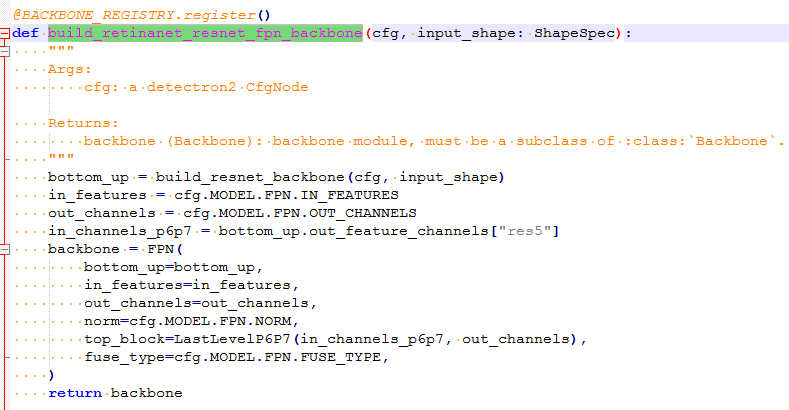 @BACKBONE_REGISTRY.register()
def build_retinanet_resnet_fpn_backbone(cfg, input_shape: ShapeSpec):
    """
    Args:
        cfg: a detectron2 CfgNode

    Returns:
        backbone (Backbone): backbone module, must be a subclass of :class:`Backbone`.
    """
    bottom_up = build_resnet_backbone(cfg, input_shape)
    in_features = cfg.MODEL.FPN.IN_FEATURES
    out_channels = cfg.MODEL.FPN.OUT_CHANNELS
    in_channels_p6p7 = bottom_up.out_feature_channels["res5"]
    backbone = FPN(
        bottom_up=bottom_up,
        in_features=in_features,
        out_channels=out_channels,
        norm=cfg.MODEL.FPN.NORM,
        top_block=LastLevelP6P7(in_channels_p6p7, out_channels),
        fuse_type=cfg.MODEL.FPN.FUSE_TYPE,
    )
    return backbone